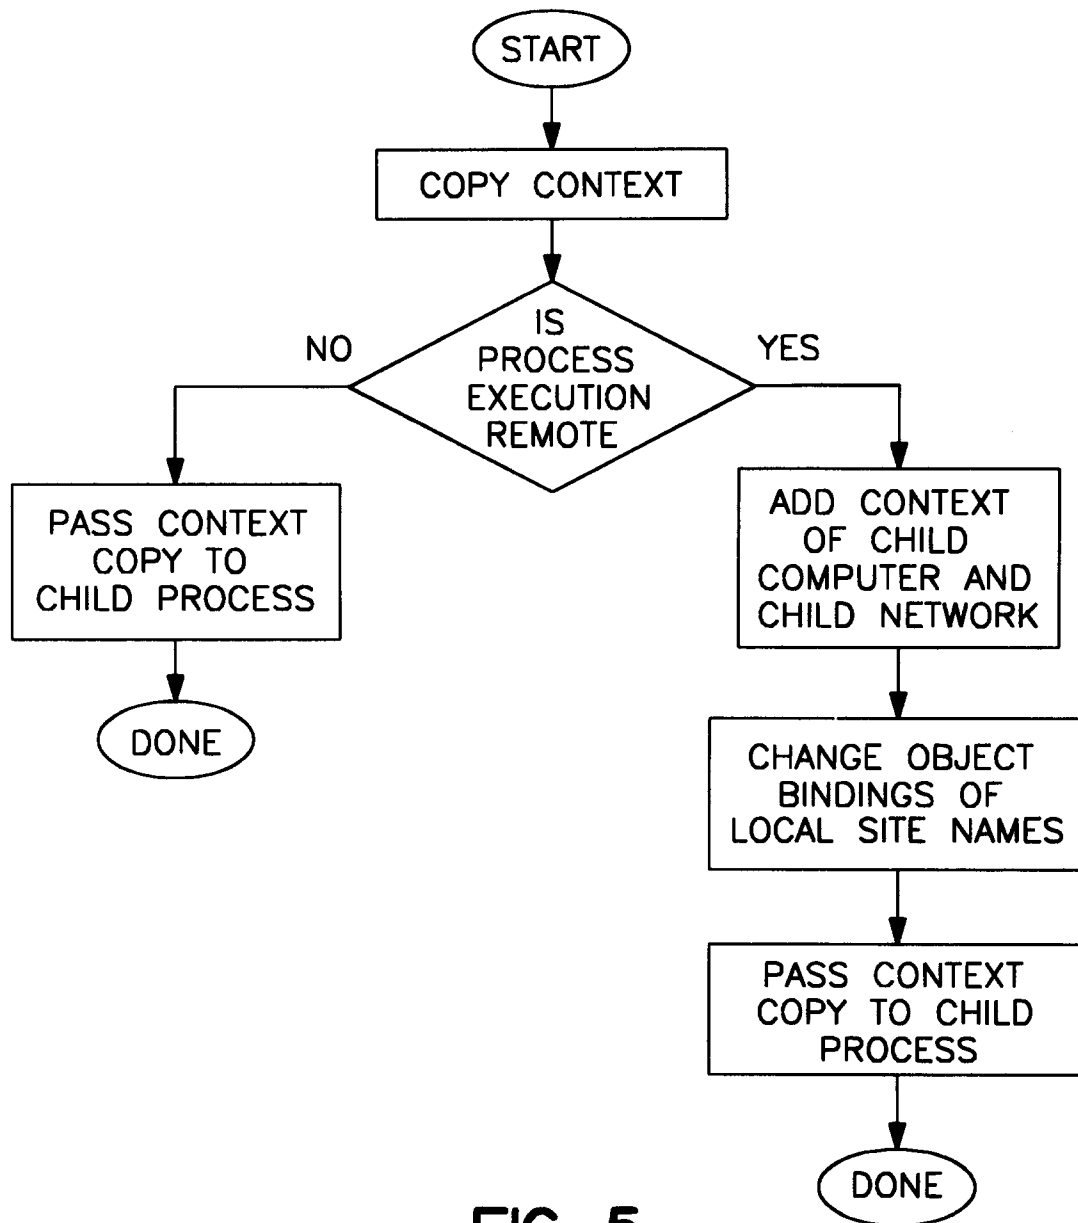 START
COPY CONTEXT
IS
PROCESS
EXECUTION
REMOTE
NO
YES
PASS CONTEXT
COPY TO
CHILD PROCESS
DONE
ADD CONTEXT
OF CHILD
COMPUTER AND
CHILD NETWORK
CHANGE OBJECT
BINDINGS OF
LOCAL SITE NAMES
PASS CONTEXT
COPY TO CHILD
PROCESS
DONE
FIG. 5